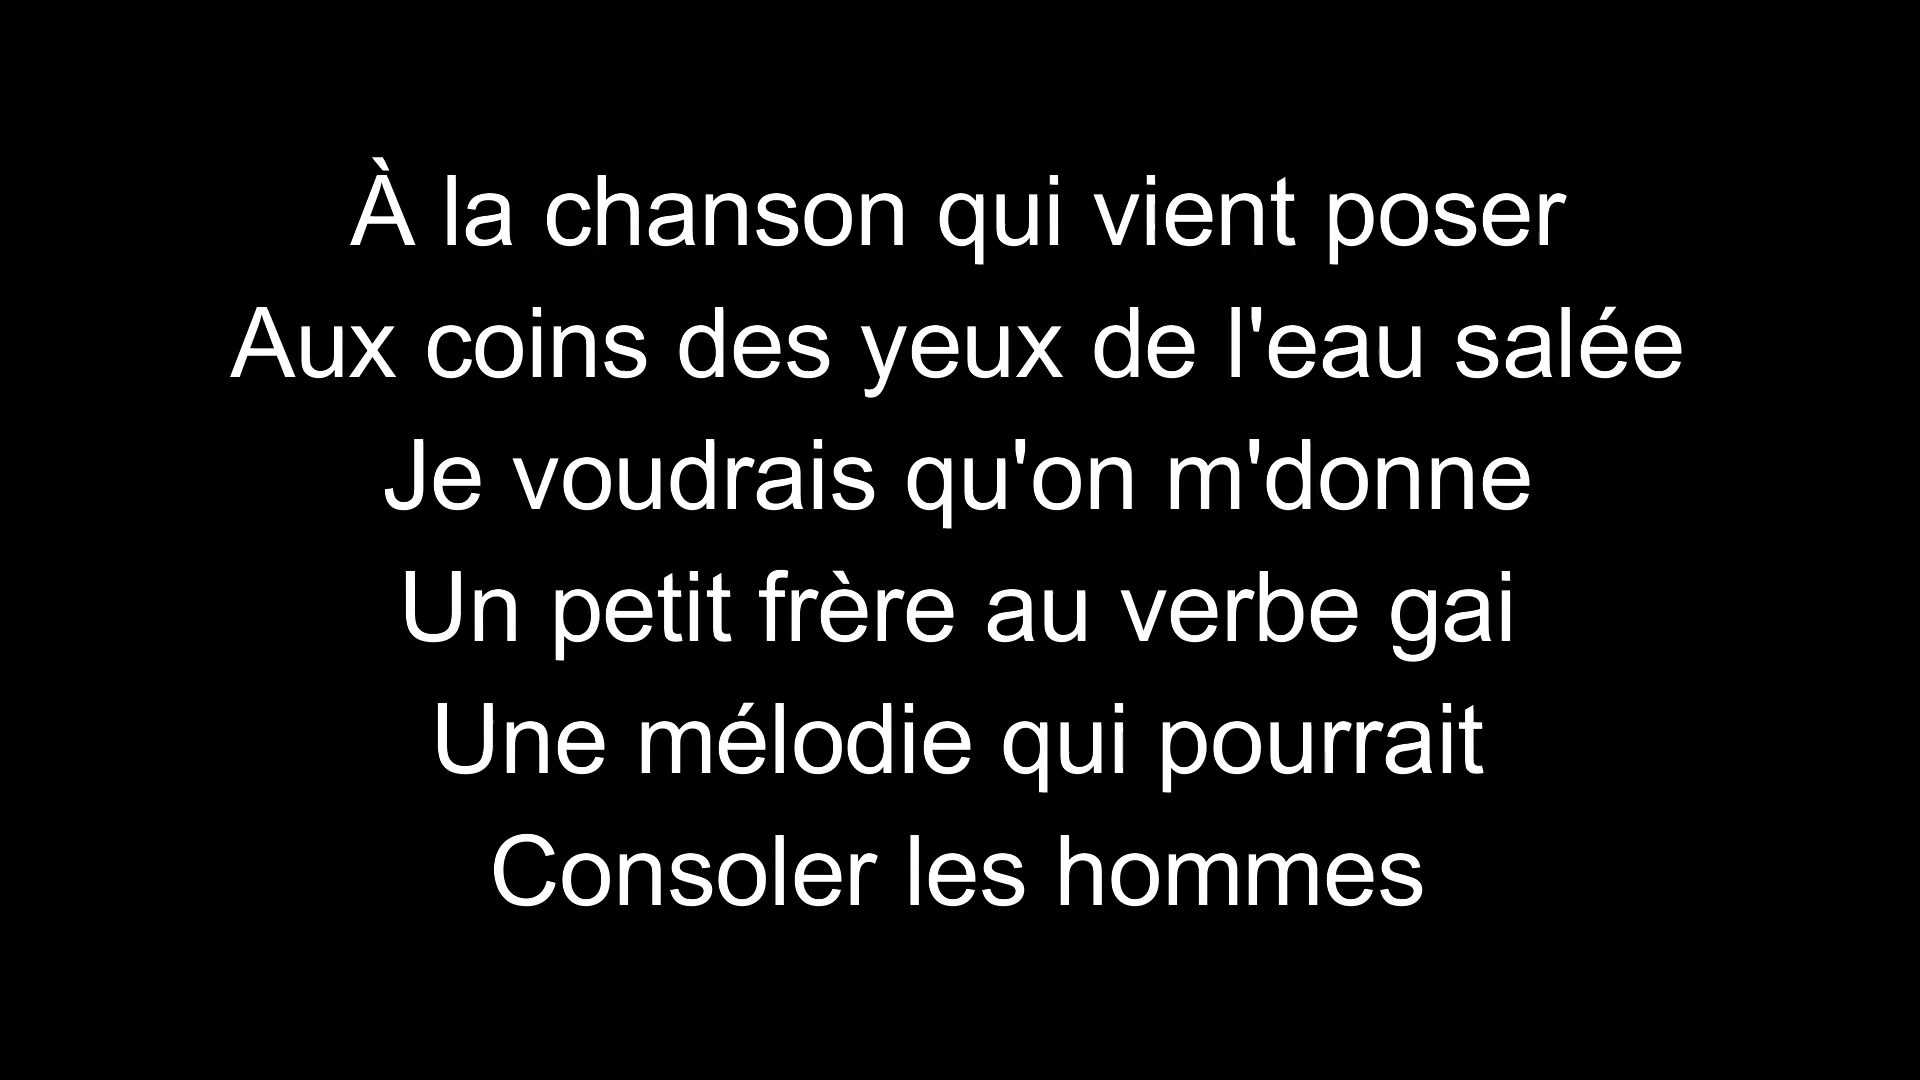 À la chanson qui vient poser
Aux coins des yeux de l'eau salée
Je voudrais qu'on m'donne
Un petit frère au verbe gai
Une mélodie qui pourrait
Consoler les hommes